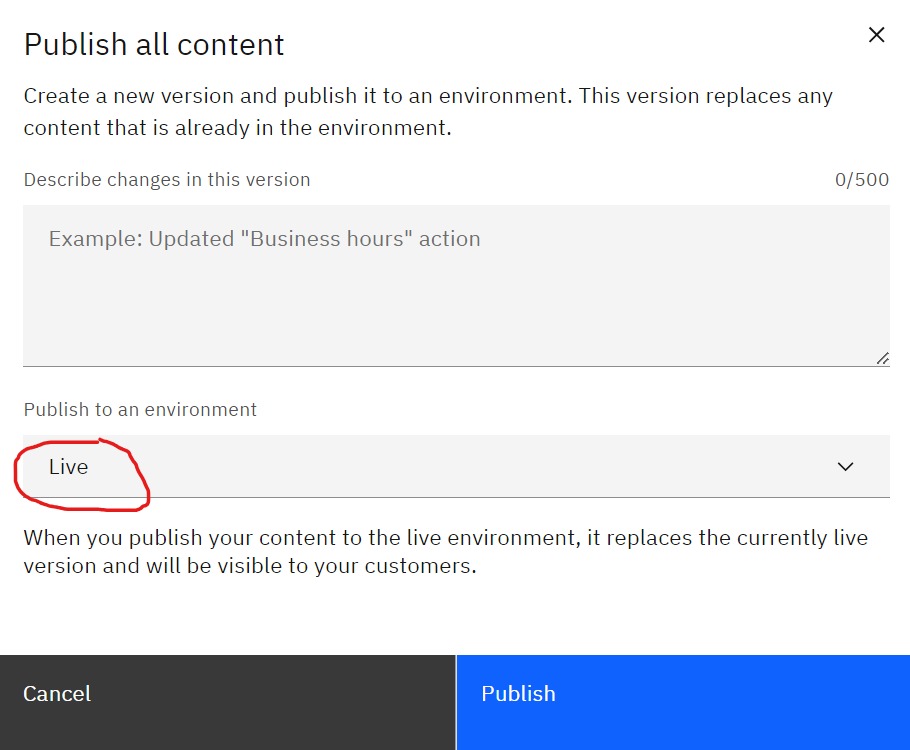 Publish all content
Create a new version and publish it to an environment. This version replaces any
content that is already in the environment.
Describe changes in this version 0/500
Example: Updated "Business hours" action
Publish to an environment
Live
When you publish your content to the live environment, it replaces the currently live
version and will be visible to your customers.
Cancel Publish